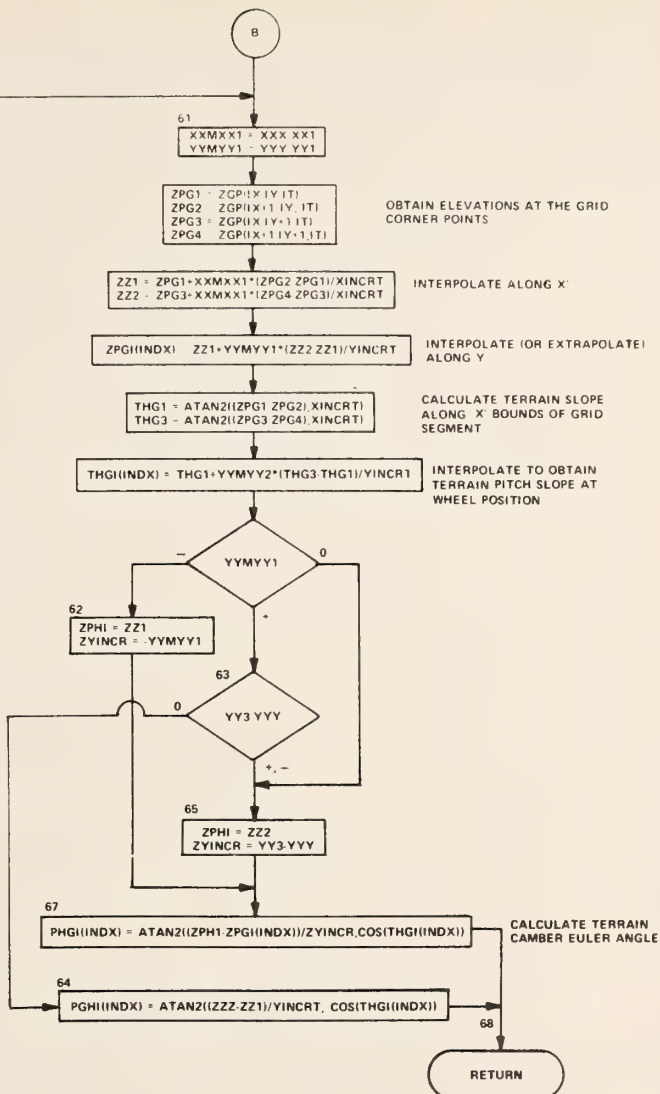 B
61
XXMXX1 = XXX XX1
YYMYY1 - YYY YY1
ZPG1 - ZGP(IX IY IT)
ZPG2 ZGP(IX+1 IY, IT)
ZPG3 = ZGP(IX IY+1 IT)
ZPG4 ZGP(IX+1 IY+1, IT)
OBTAIN ELEVATIONS AT THE GRID
CORNER POINTS
ZZ1 = ZPG1+XXMXX1*(ZPG2 ZPG1)/XINCRT
ZZ2 - ZPG3+XXMXX1*(ZPG4 ZPG3)/XINCRT
INTERPOLATE ALONG X'
ZPGI(INDX) ZZ1+YYMYY1*(ZZ2 ZZ1)/YINCRT
INTERPOLATE (OR EXTRAPOLATE)
ALONG Y
THG1 = ATAN2((ZPG1 ZPG2),XINCRT)
THG3 - ATAN2((ZPG3 ZPG4),XINCRT)
CALCULATE TERRAIN SLOPE
ALONG X' BOUNDS OF GRID
SEGMENT
THGI(INDX) = THG1+YYMYY2*(THG3-THG1)/YINCRT
INTERPOLATE TO OBTAIN
TERRAIN PITCH SLOPE AT
WHEEL POSITION
– YYMYY1 0
+
62
ZPHI = ZZ1
ZYINCR = -YYMYY1
63
0 YY3 YYY
+, –
65
ZPHI = ZZ2
ZYINCR = YY3-YYY
67
PHGI(INDX) = ATAN2((ZPH1-ZPGI(INDX))/ZYINCR,COS(THGI(INDX))
CALCULATE TERRAIN
CAMBER EULER ANGLE
64
PGHI(INDX) = ATAN2((ZZZ-ZZ1)/YINCRT, COS(THGI(INDX))
68
RETURN